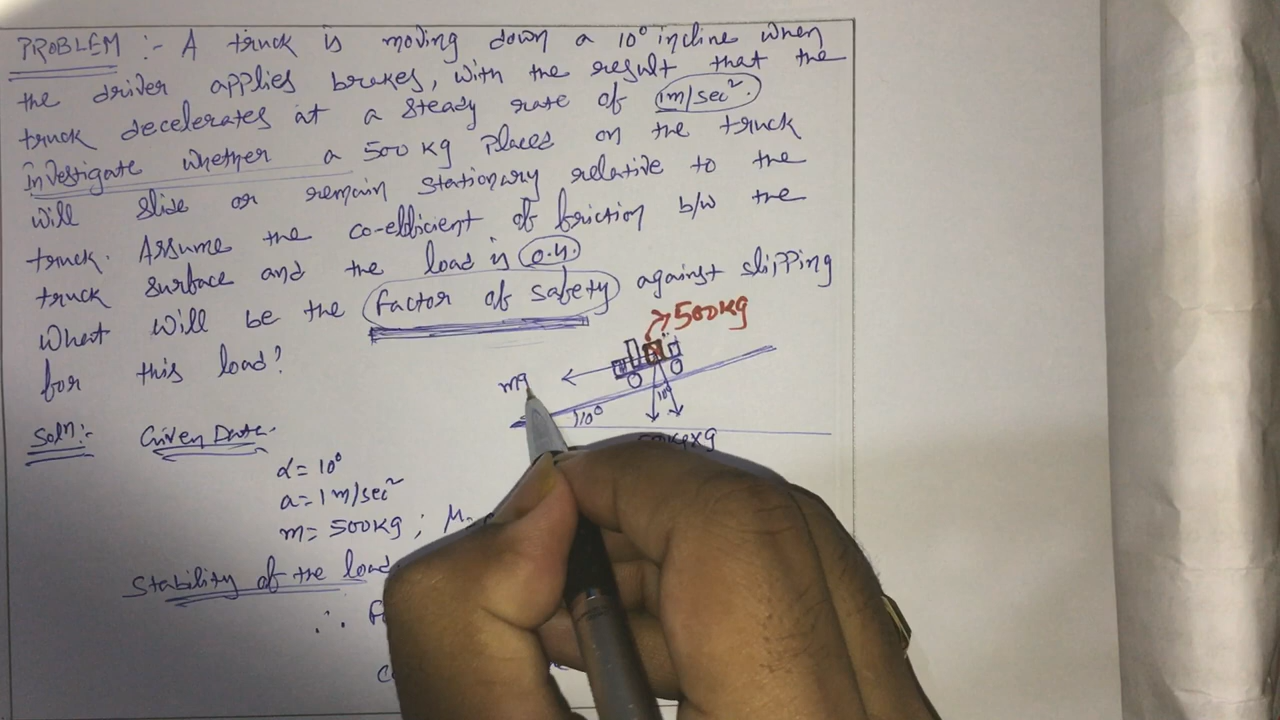 PROBLEM :- A truck is moving down a 10° incline when
the driver applies brakes, with the result that the
truck decelerates at a steady rate of 1m/sec².
Investigate whether a 500 kg places on the truck
will slide or remain stationary relative to the
truck. Assume the co-efficient of friction b/w the
truck surface and the load is 0.4.
What will be the factor of safety against slipping
for this load?
500kg
mg
10°
10°
Soln:- Given Data-
α = 10°
a = 1 m/sec²
m = 500kg ;
Stability of the load
∴